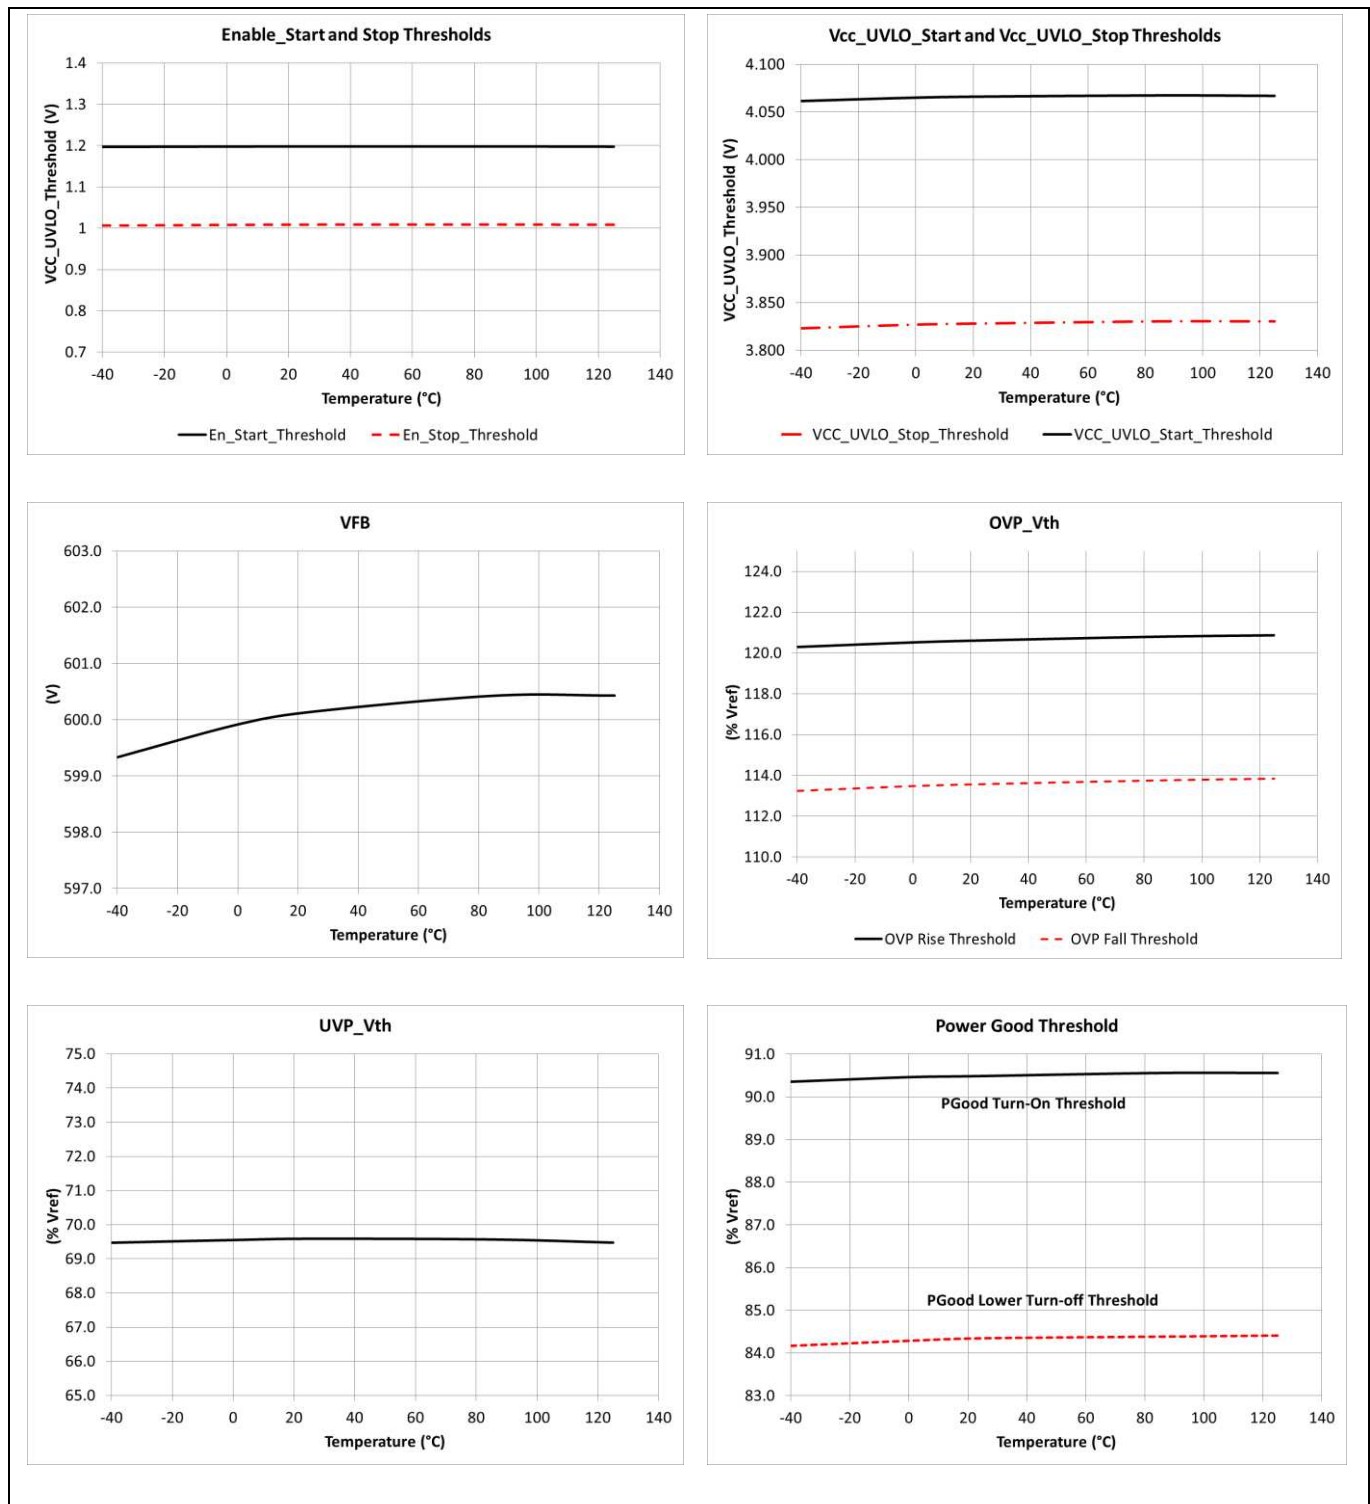 Enable_Start and Stop Thresholds
1.4
1.3
1.2
1.1
1
0.9
0.8
0.7
VCC_UVLO_Threshold (V)
-40 -20 0 20 40 60 80 100 120 140
Temperature (°C)
En_Start_Threshold En_Stop_Threshold
Vcc_UVLO_Start and Vcc_UVLO_Stop Thresholds
4.100
4.050
4.000
3.950
3.900
3.850
3.800
VCC_UVLO_Threshold (V)
-40 -20 0 20 40 60 80 100 120 140
Temperature (°C)
VCC_UVLO_Stop_Threshold VCC_UVLO_Start_Threshold
VFB
603.0
602.0
601.0
600.0
599.0
598.0
597.0
(V)
-40 -20 0 20 40 60 80 100 120 140
Temperature (°C)
OVP_Vth
124.0
122.0
120.0
118.0
116.0
114.0
112.0
110.0
(% Vref)
-40 -20 0 20 40 60 80 100 120 140
Temperature (°C)
OVP Rise Threshold OVP Fall Threshold
UVP_Vth
75.0
74.0
73.0
72.0
71.0
70.0
69.0
68.0
67.0
66.0
65.0
(% Vref)
-40 -20 0 20 40 60 80 100 120 140
Temperature (°C)
Power Good Threshold
91.0
90.0
89.0
88.0
87.0
86.0
85.0
84.0
83.0
(% Vref)
PGood Turn-On Threshold
PGood Lower Turn-off Threshold
-40 -20 0 20 40 60 80 100 120 140
Temperature (°C)